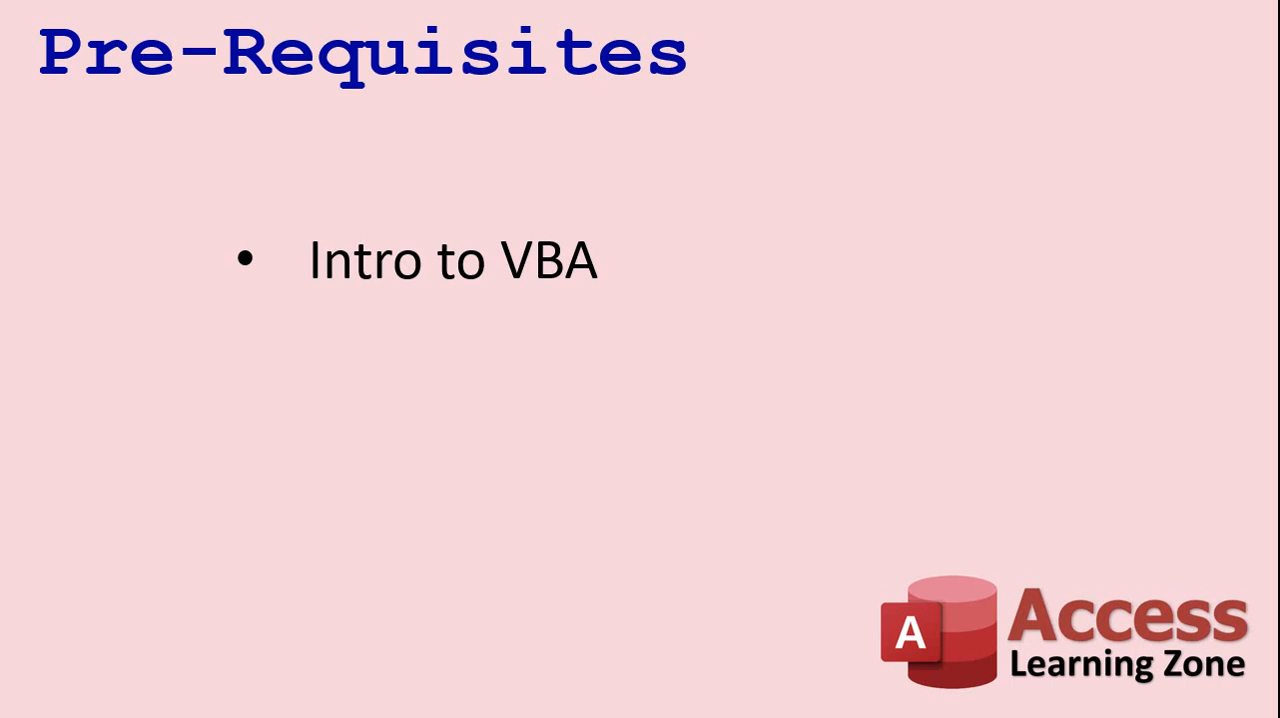 Pre-Requisites
• Intro to VBA
A
Access
Learning Zone